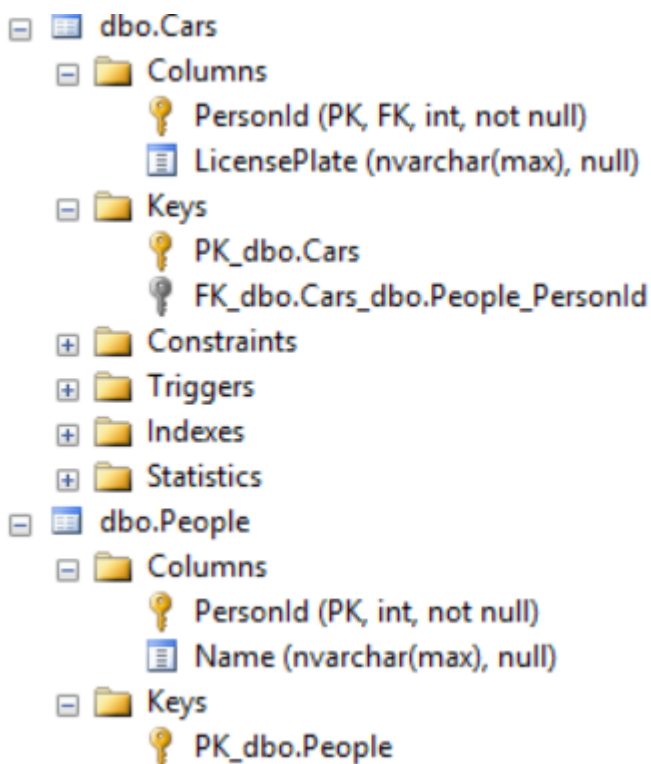 dbo.Cars
Columns
PersonId (PK, FK, int, not null)
LicensePlate (nvarchar(max), null)
Keys
PK_dbo.Cars
FK_dbo.Cars_dbo.People_PersonId
Constraints
Triggers
Indexes
Statistics
dbo.People
Columns
PersonId (PK, int, not null)
Name (nvarchar(max), null)
Keys
PK_dbo.People